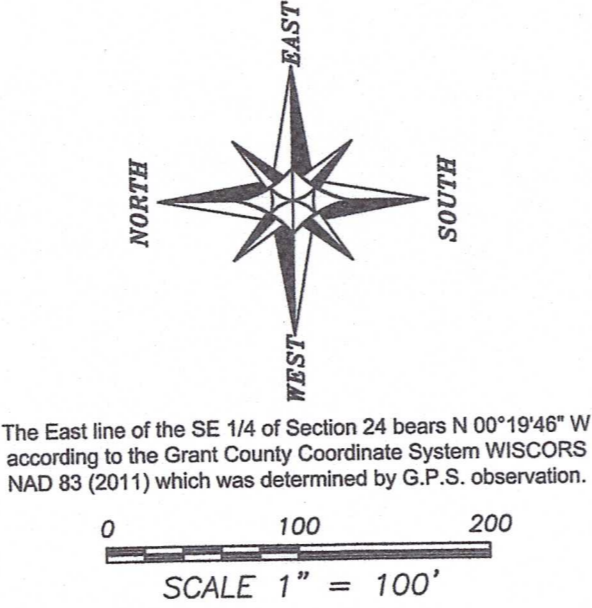 EAST
NORTH
SOUTH
WEST
The East line of the SE 1/4 of Section 24 bears N 00°19'46" W
according to the Grant County Coordinate System WISCORS
NAD 83 (2011) which was determined by G.P.S. observation.
0 100 200
SCALE 1" = 100'